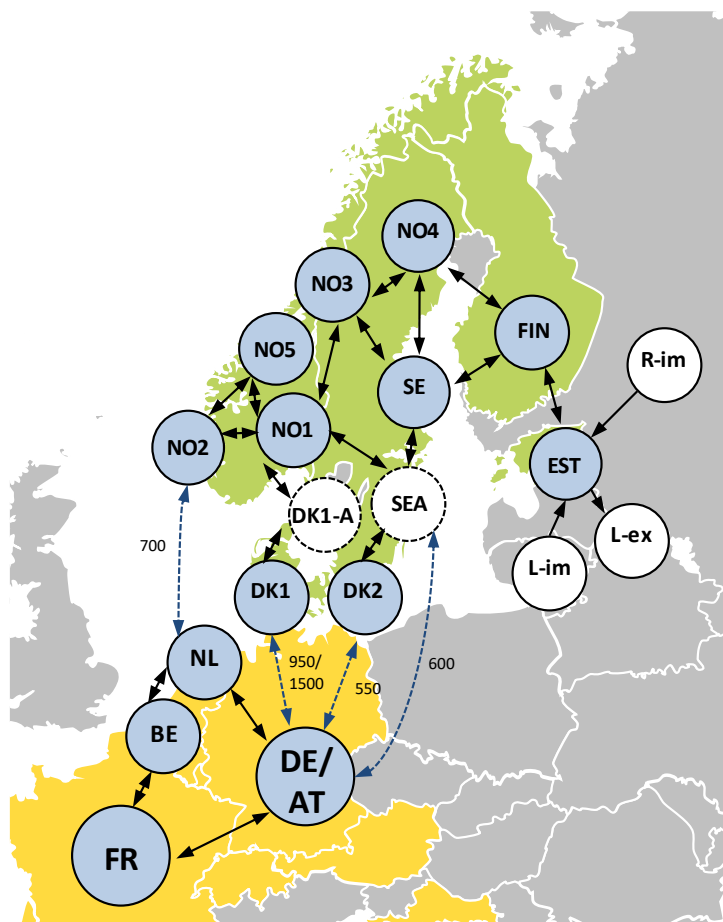 NO4
NO3
FIN
NO5
R-im
SE
NO1
NO2
EST
SEA
DK1-A
L-ex
700
L-im
DK1
DK2
NL
950/
1500
600
550
BE
DE/
AT
FR